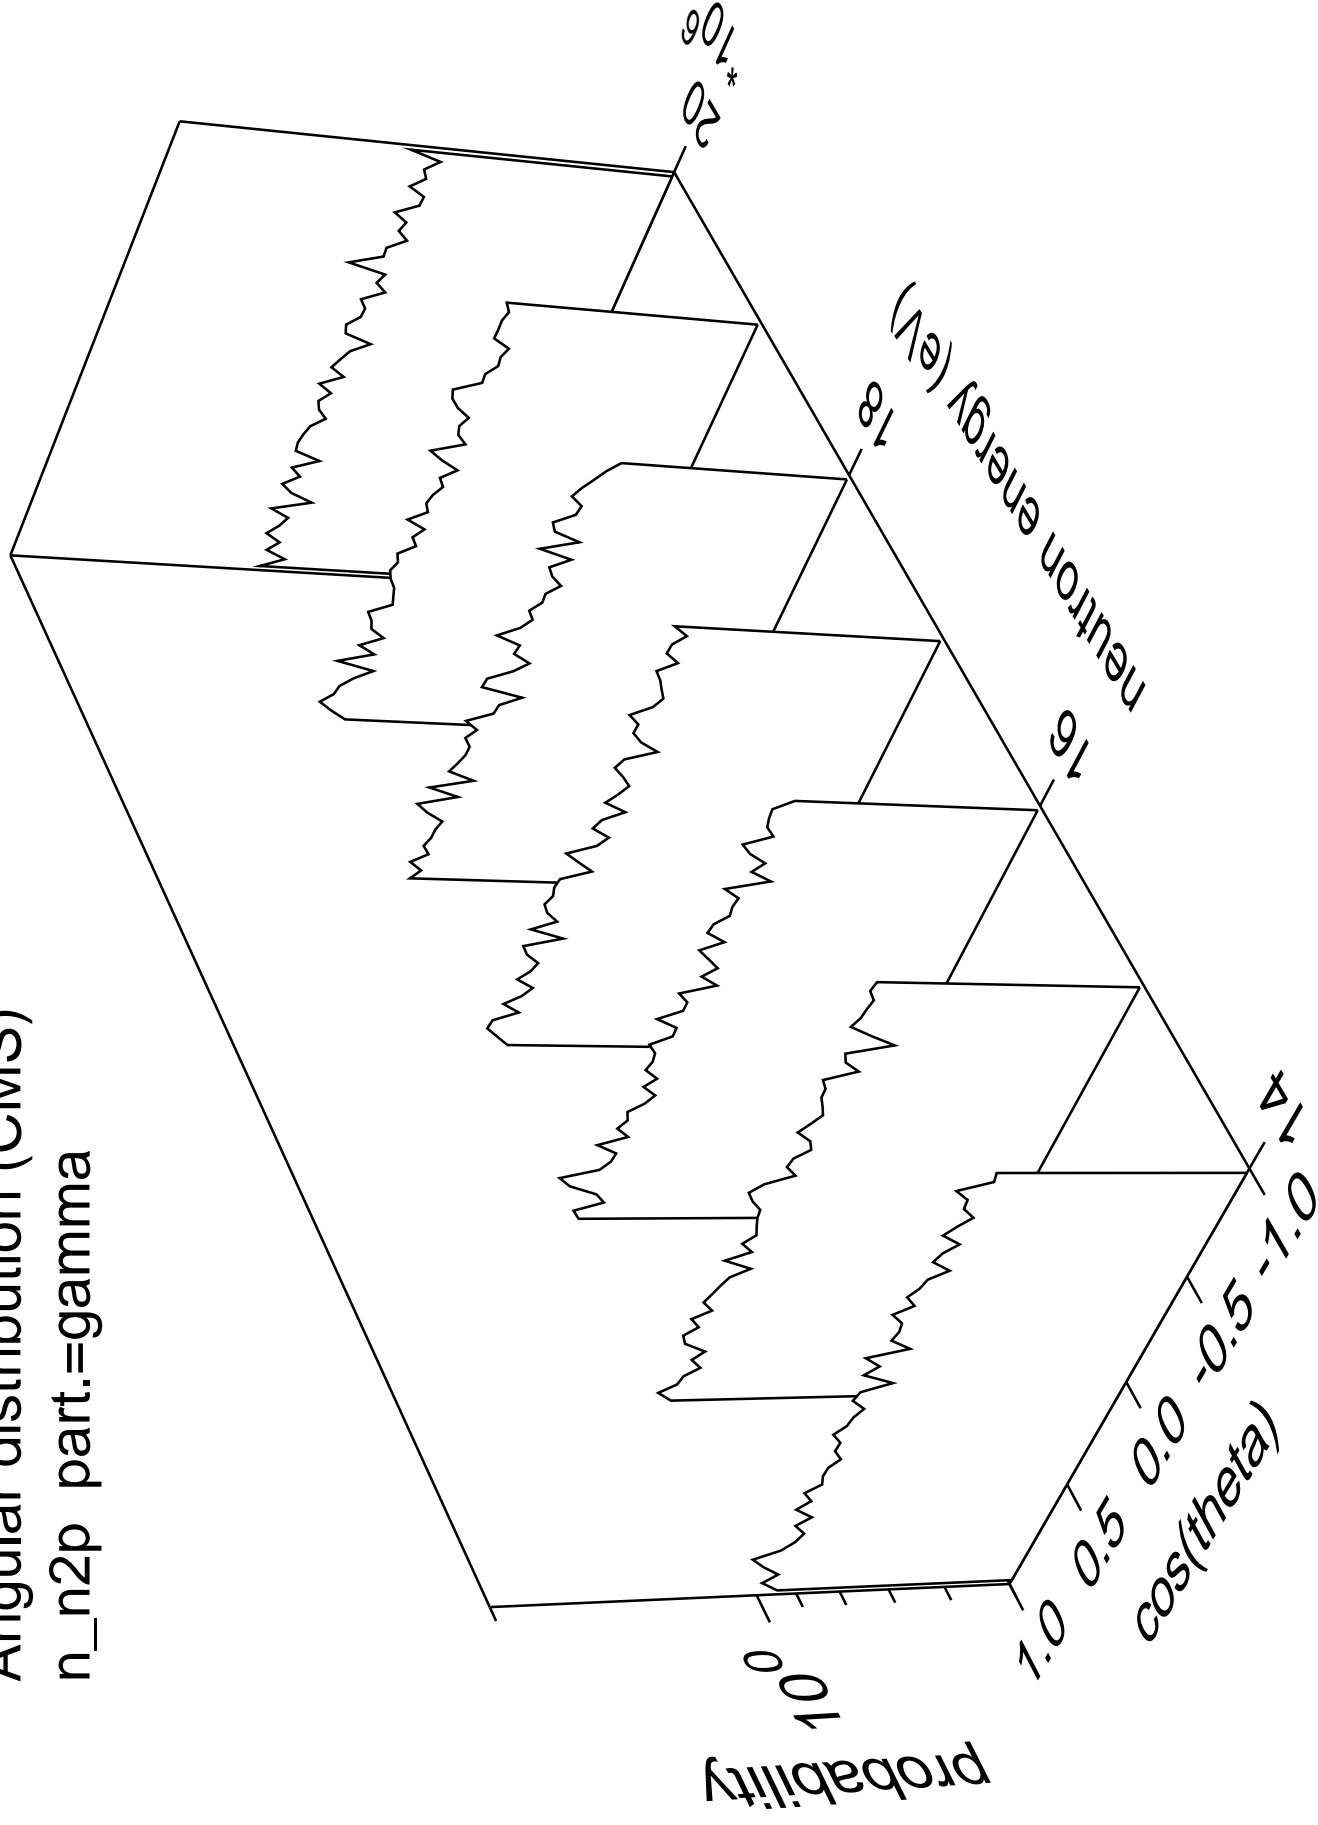 Angular distribution (CMS)
n_n2p part.=gamma
probability
10 0
1.0 0.5 0.0 -0.5 -1.0
cos(theta)
14 16 18 20
* 10 6
neutron energy (eV)